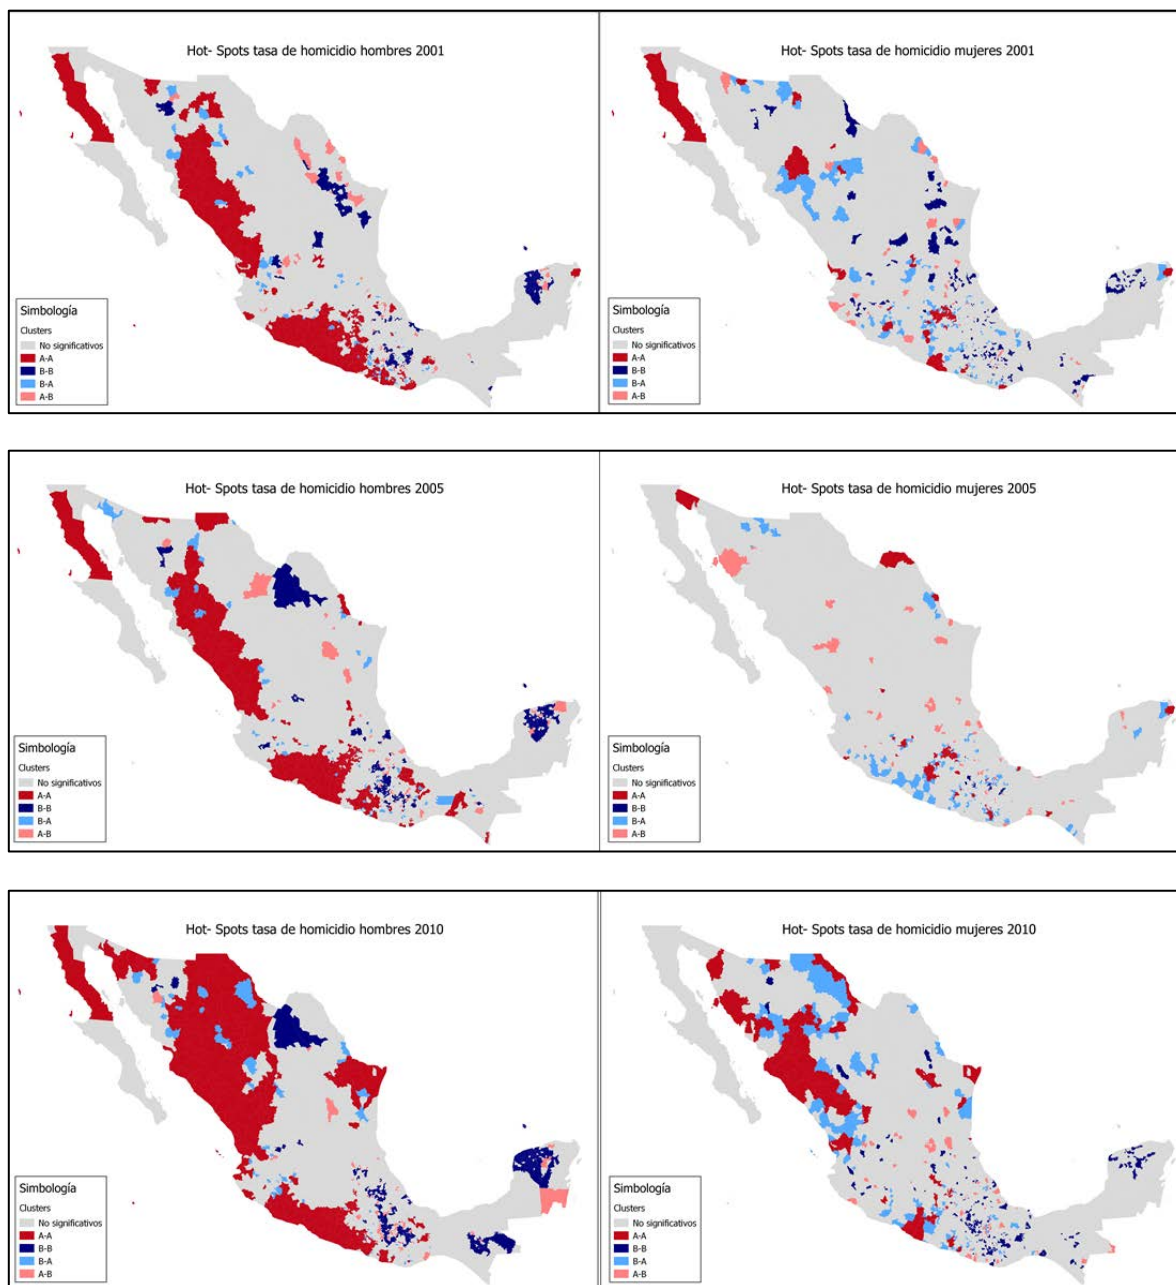 Hot- Spots tasa de homicidio hombres 2001
Simbología
Clusters
No significativos
A-A
B-B
B-A
A-B
Hot- Spots tasa de homicidio mujeres 2001
Simbología
Clusters
No significativos
A-A
B-B
B-A
A-B
Hot- Spots tasa de homicidio hombres 2005
Simbología
Clusters
No significativos
A-A
B-B
B-A
A-B
Hot- Spots tasa de homicidio mujeres 2005
Simbología
Clusters
No significativos
A-A
B-B
B-A
A-B
Hot- Spots tasa de homicidio hombres 2010
Simbología
Clusters
No significativos
A-A
B-B
B-A
A-B
Hot- Spots tasa de homicidio mujeres 2010
Simbología
Clusters
No significativos
A-A
B-B
B-A
A-B